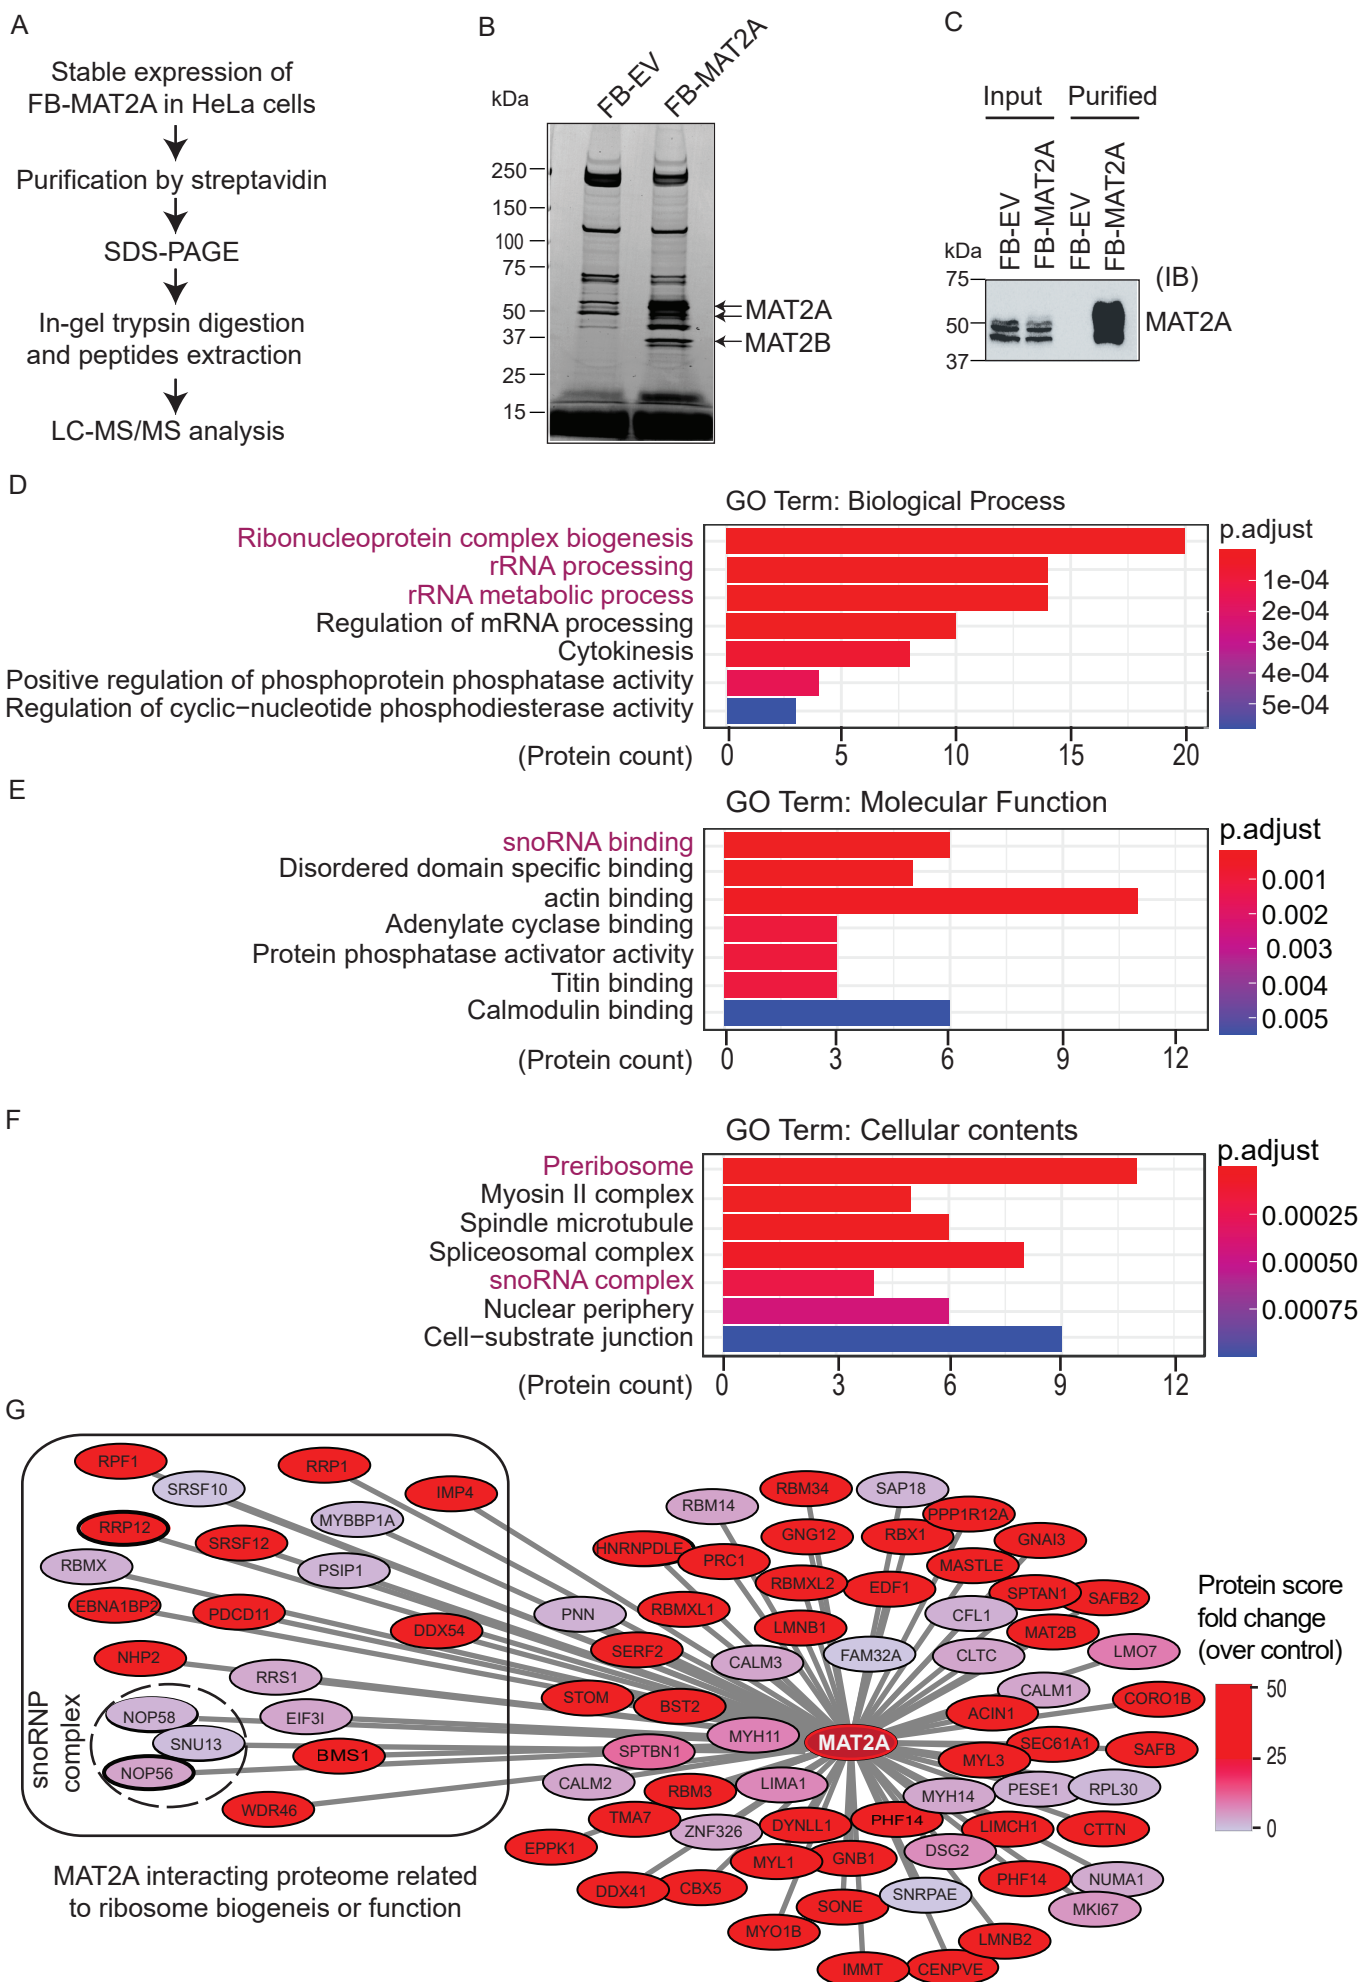 A
Stable expression of
FB-MAT2A in HeLa cells
Purification by streptavidin
SDS-PAGE
In-gel trypsin digestion
and peptides extraction
LC-MS/MS analysis
B
kDa
FB-EV
FB-MAT2A
250
150
100
75
50
37
25
15
MAT2A
MAT2B
C
Input
Purified
FB-EV
FB-MAT2A
FB-EV
FB-MAT2A
kDa
75
50
37
(IB)
MAT2A
D
GO Term: Biological Process
Ribonucleoprotein complex biogenesis
rRNA processing
rRNA metabolic process
Regulation of mRNA processing
Cytokinesis
Positive regulation of phosphoprotein phosphatase activity
Regulation of cyclic−nucleotide phosphodiesterase activity
(Protein count)
0
5
10
15
20
p.adjust
1e-04
2e-04
3e-04
4e-04
5e-04
E
GO Term: Molecular Function
snoRNA binding
Disordered domain specific binding
actin binding
Adenylate cyclase binding
Protein phosphatase activator activity
Titin binding
Calmodulin binding
(Protein count)
0
3
6
9
12
p.adjust
0.001
0.002
0.003
0.004
0.005
F
GO Term: Cellular contents
Preribosome
Myosin II complex
Spindle microtubule
Spliceosomal complex
snoRNA complex
Nuclear periphery
Cell−substrate junction
(Protein count)
0
3
6
9
12
p.adjust
0.00025
0.00050
0.00075
G
RPF1
RRP1
SRSF10
IMP4
MYBBP1A
RRP12
SRSF12
RBMX
PSIP1
EBNA1BP2
PDCD11
DDX54
NHP2
RRS1
NOP58
EIF3I
SNU13
BMS1
NOP56
WDR46
snoRNP
complex
MAT2A interacting proteome related
to ribosome biogeneis or function
RBM34
SAP18
RBM14
PPP1R12A
GNG12
RBX1
GNAI3
HNRNPDLE
PRC1
MASTLE
RBMXL2
EDF1
SPTAN1
SAFB2
PNN
RBMXL1
CFL1
LMNB1
MAT2B
SERF2
CALM3
FAM32A
CLTC
LMO7
STOM
BST2
CALM1
CORO1B
ACIN1
MYH11
MAT2A
SPTBN1
SEC61A1
SAFB
MYL3
CALM2
RBM3
LIMA1
MYH14
PESE1
RPL30
TMA7
ZNF326
DYNLL1
PHF14
LIMCH1
CTTN
EPPK1
MYL1
GNB1
DSG2
DDX41
CBX5
PHF14
NUMA1
SONE
SNRPAE
MKI67
MYO1B
LMNB2
IMMT
CENPVE
Protein score
fold change
(over control)
50
25
0